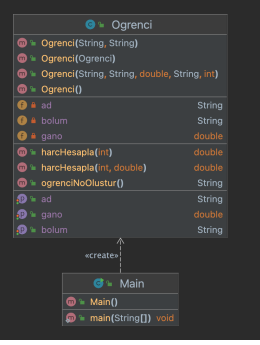 Ogrenci
Ogrenci(String, String)
Ogrenci(Ogrenci)
Ogrenci(String, String, double, String, int)
Ogrenci()
ad String
bolum String
gano double
harcHesapla(int) double
harcHesapla(int, double) double
ogrenciNoOlustur() String
ad String
gano double
bolum String
«create»
Main
Main()
main(String[]) void